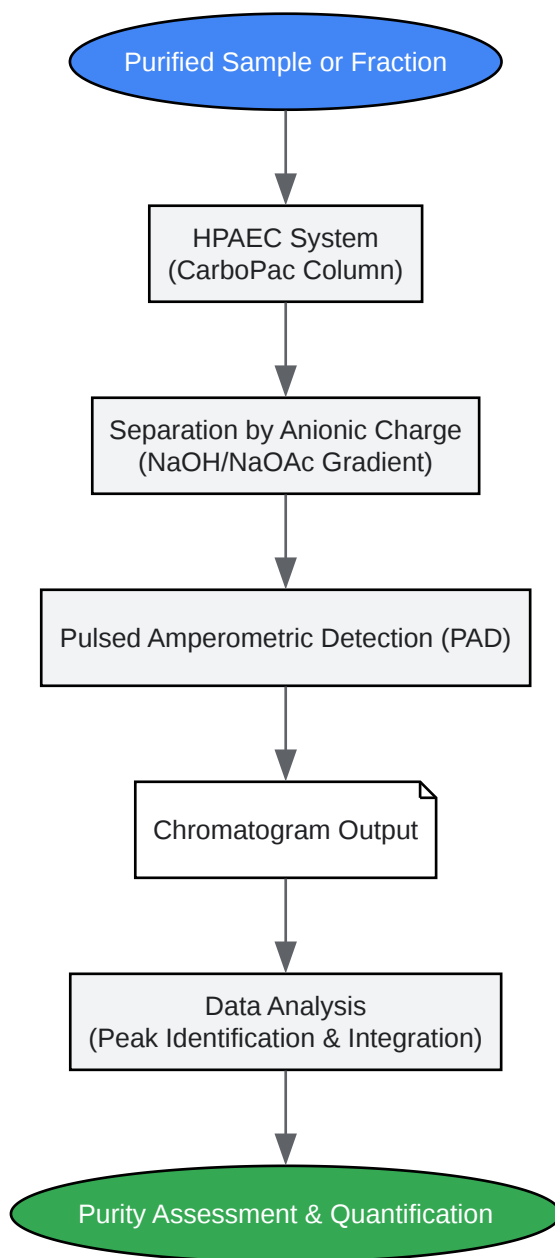 Purified Sample or Fraction
HPAEC System
(CarboPac Column)
Separation by Anionic Charge
(NaOH/NaOAc Gradient)
Pulsed Amperometric Detection (PAD)
Chromatogram Output
Data Analysis
(Peak Identification & Integration)
Purity Assessment & Quantification